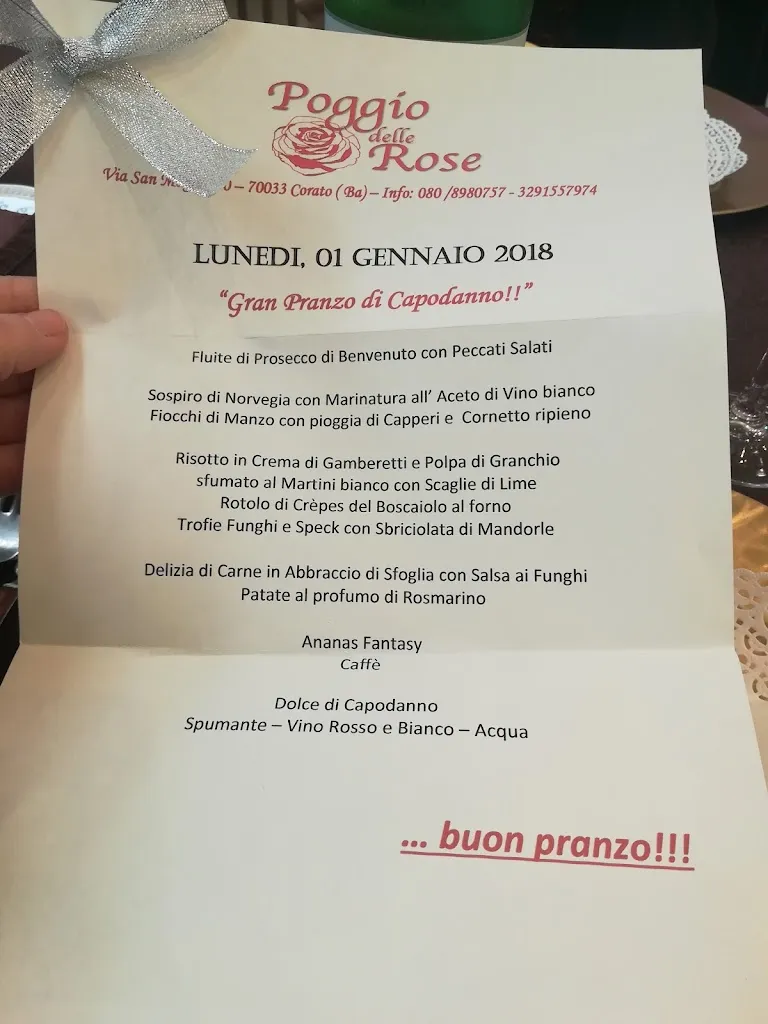 Poggio
delle
Rose
Via San – 70033 Corato ( Ba) – Info: 080 /8980757 - 3291557974
LUNEDI, 01 GENNAIO 2018
“Gran Pranzo di Capodanno!!”
Fluite di Prosecco di Benvenuto con Peccati Salati
Sospiro di Norvegia con Marinatura all’ Aceto di Vino bianco
Fiocchi di Manzo con pioggia di Capperi e Cornetto ripieno
Risotto in Crema di Gamberetti e Polpa di Granchio
sfumato al Martini bianco con Scaglie di Lime
Rotolo di Crèpes del Boscaiolo al forno
Trofie Funghi e Speck con Sbriciolata di Mandorle
Delizia di Carne in Abbraccio di Sfoglia con Salsa ai Funghi
Patate al profumo di Rosmarino
Ananas Fantasy
Caffè
Dolce di Capodanno
Spumante – Vino Rosso e Bianco – Acqua
... buon pranzo!!!